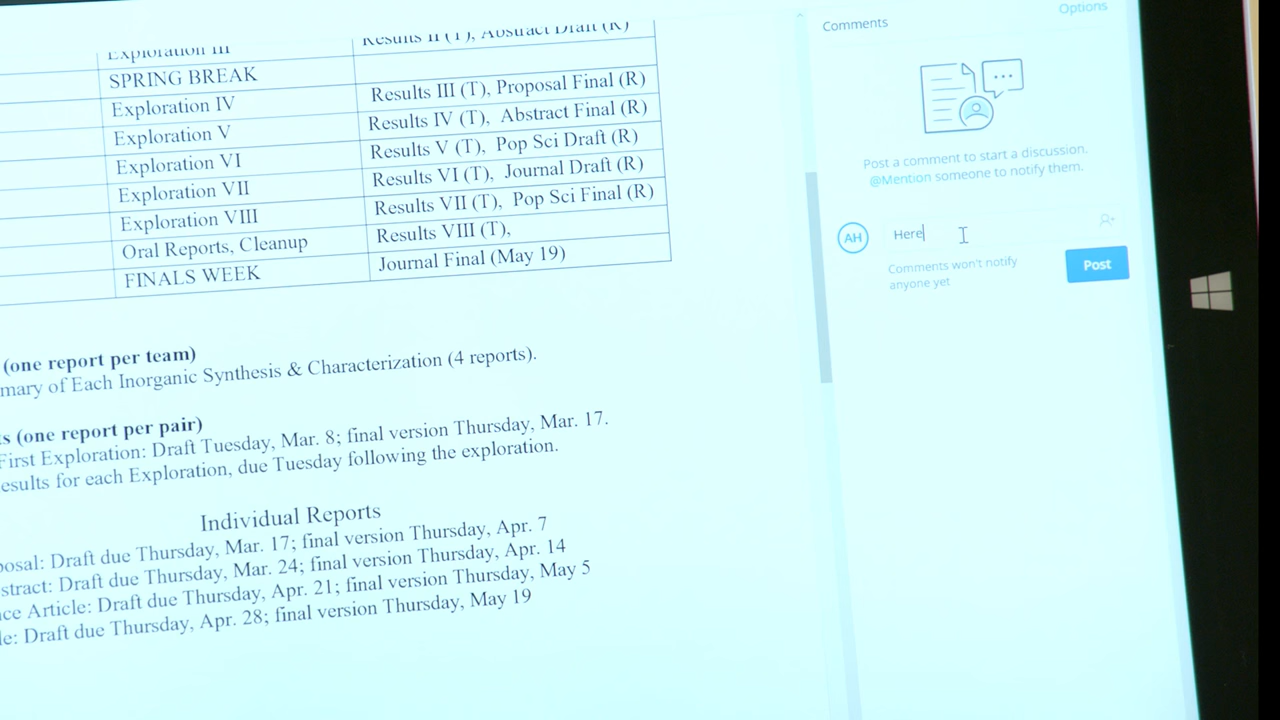 Options
Comments
Exploration III
Results II (T), Abstract Draft (R)
SPRING BREAK
Exploration IV
Results III (T), Proposal Final (R)
Exploration V
Results IV (T), Abstract Final (R)
Exploration VI
Results V (T), Pop Sci Draft (R)
Exploration VII
Results VI (T), Journal Draft (R)
Exploration VIII
Results VII (T), Pop Sci Final (R)
Oral Reports, Cleanup
Results VIII (T),
FINALS WEEK
Journal Final (May 19)
(one report per team)
mary of Each Inorganic Synthesis & Characterization (4 reports).
s (one report per pair)
First Exploration: Draft Tuesday, Mar. 8; final version Thursday, Mar. 17.
esults for each Exploration, due Tuesday following the exploration.
Individual Reports
posal: Draft due Thursday, Mar. 17; final version Thursday, Apr. 7
stract: Draft due Thursday, Mar. 24; final version Thursday, Apr. 14
ce Article: Draft due Thursday, Apr. 21; final version Thursday, May 5
le: Draft due Thursday, Apr. 28; final version Thursday, May 19
Post a comment to start a discussion.
@Mention someone to notify them.
AH
Here
Comments won't notify
anyone yet
Post